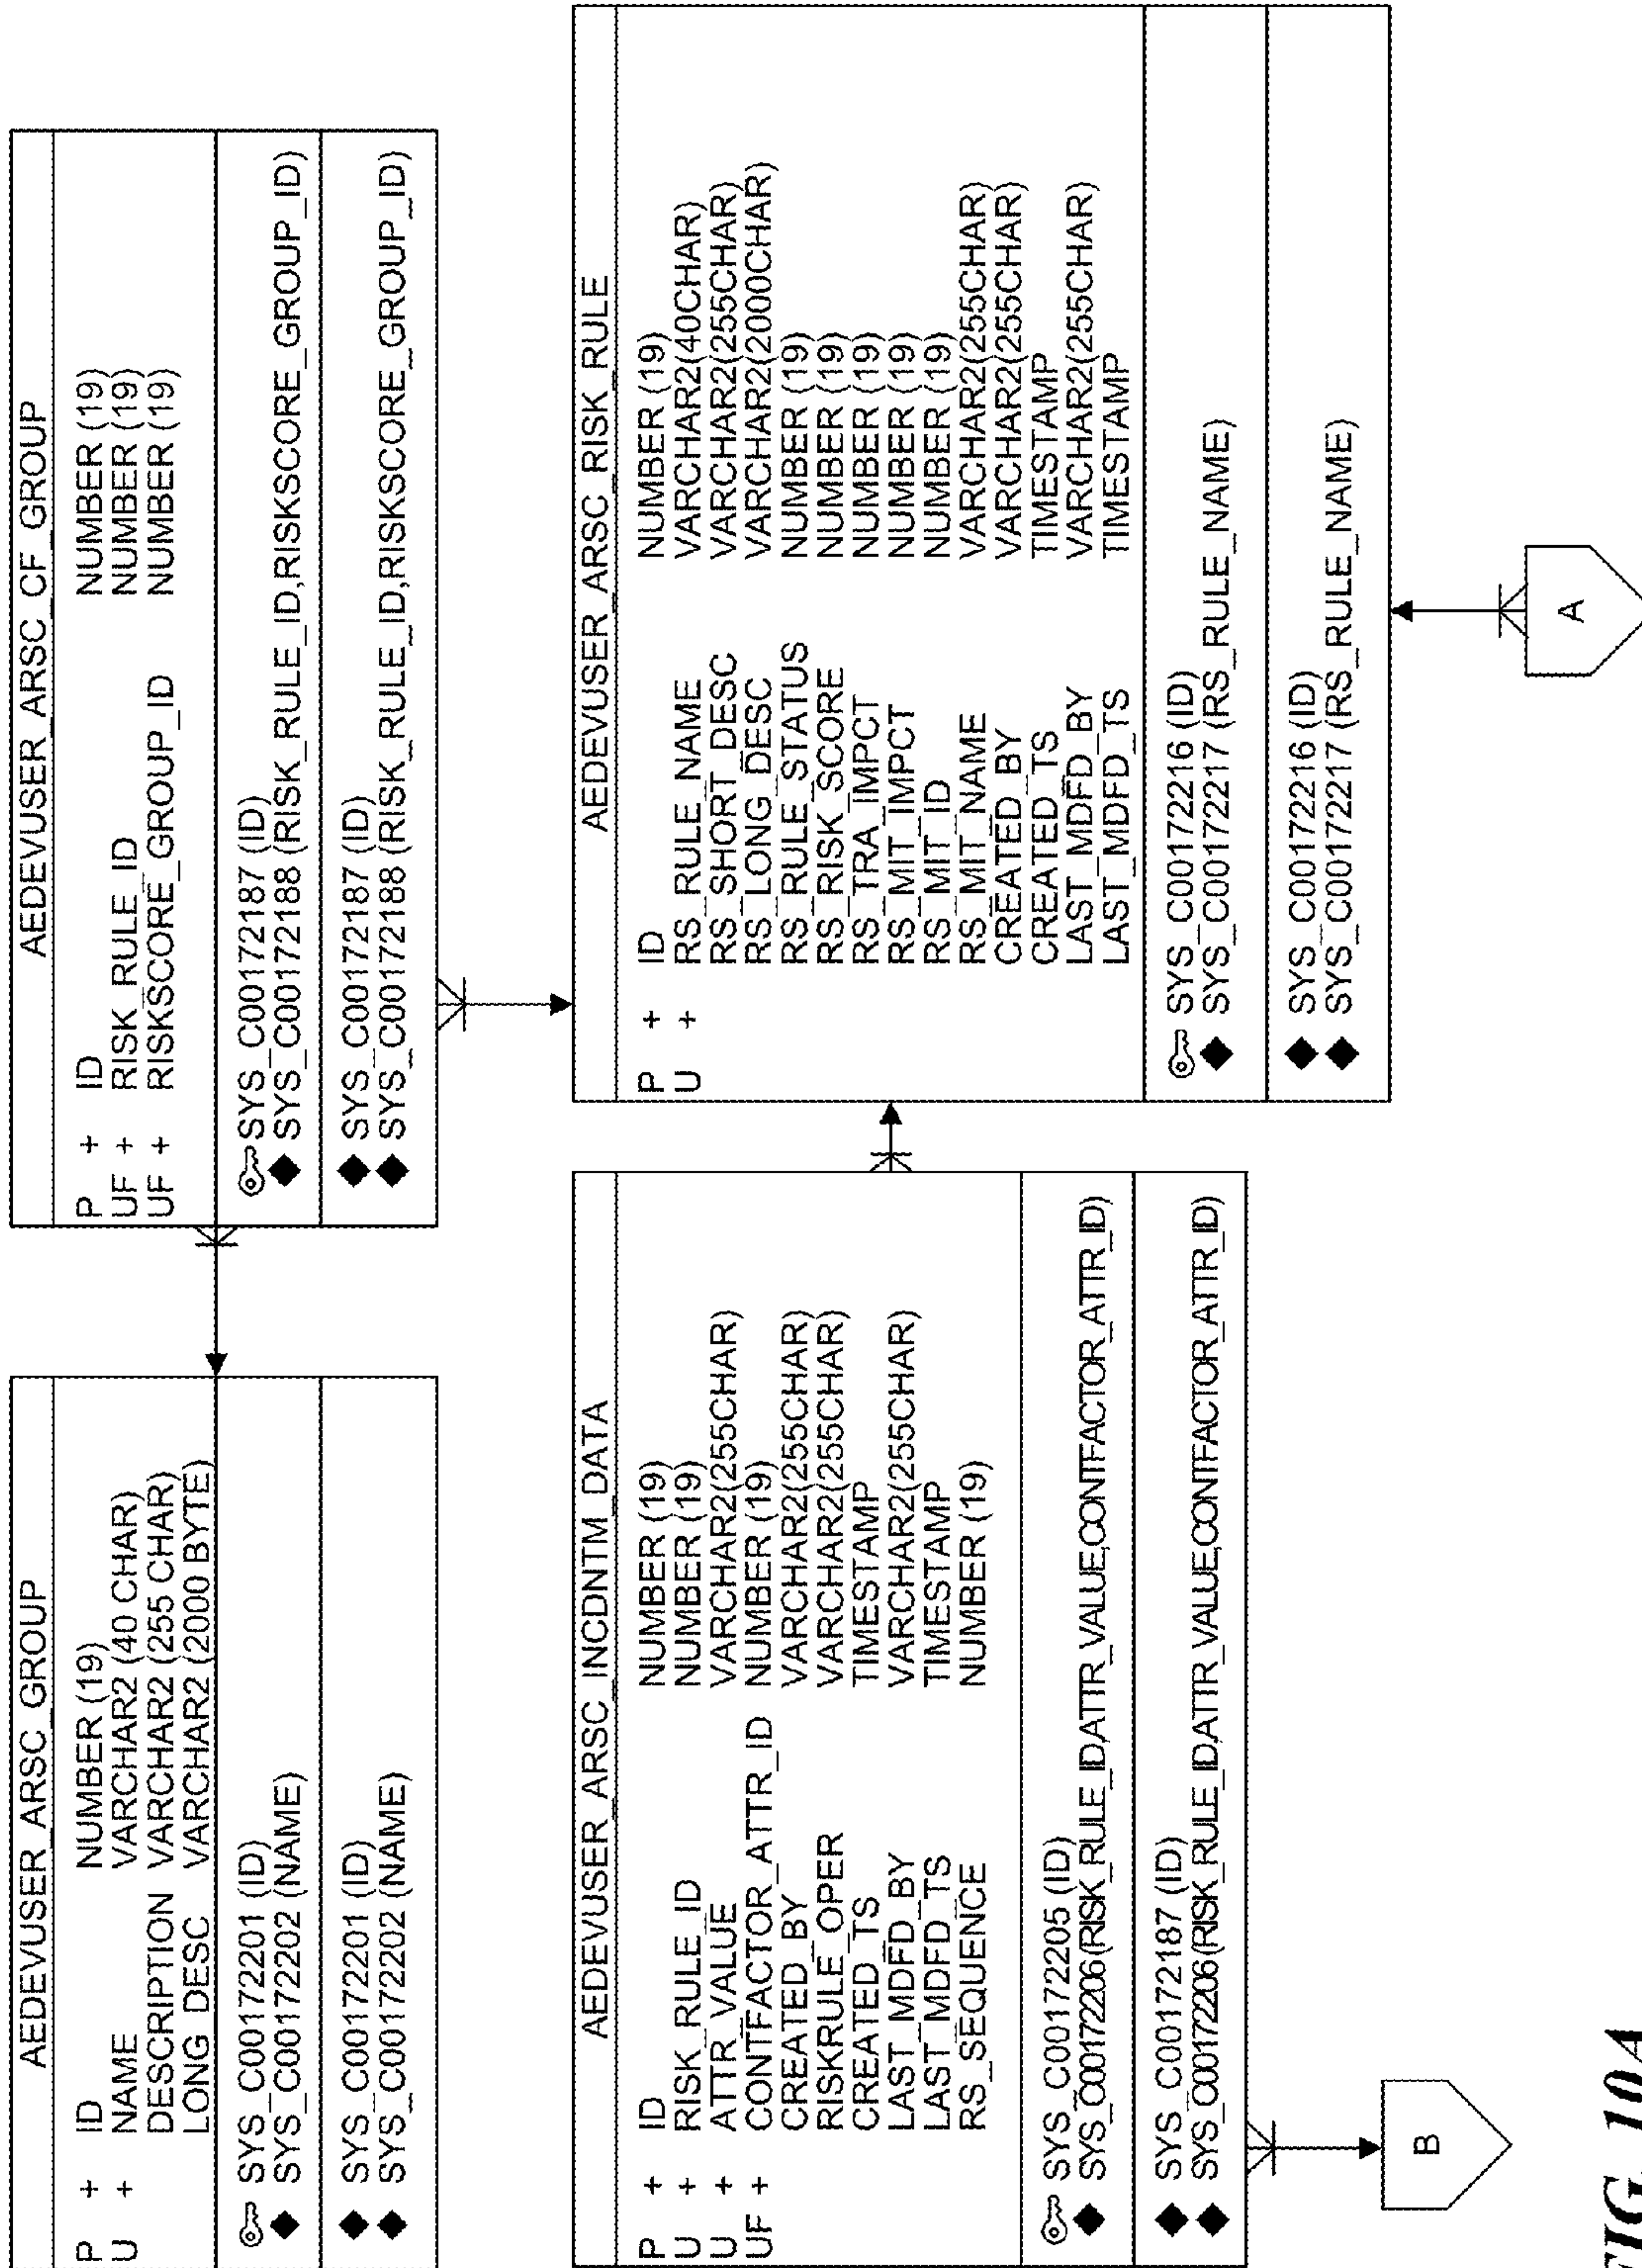 AEDEVUSER_ARSC_GROUP
P + ID NUMBER (19)
U + NAME VARCHAR2 (40 CHAR)
DESCRIPTION VARCHAR2 (255 CHAR)
LONG DESC VARCHAR2 (2000 BYTE)
SYS_C00172201 (ID)
SYS_C00172202 (NAME)
SYS_C00172201 (ID)
SYS_C00172202 (NAME)
AEDEVUSER_ARSC_CF_GROUP
P + ID NUMBER (19)
UF + RISK_RULE_ID NUMBER (19)
UF + RISKSCORE_GROUP_ID NUMBER (19)
SYS_C00172187 (ID)
SYS_C00172188 (RISK_RULE_ID,RISKSCORE_GROUP_ID)
SYS_C00172187 (ID)
SYS_C00172188 (RISK_RULE_ID,RISKSCORE_GROUP_ID)
AEDEVUSER_ARSC_INCDNTM_DATA
P + ID NUMBER (19)
U + RISK_RULE_ID NUMBER (19)
U + ATTR_VALUE VARCHAR2(255CHAR)
UF + CONTFACTOR_ATTR_ID NUMBER (19)
CREATED_BY VARCHAR2(255CHAR)
RISKRULE_OPER VARCHAR2(255CHAR)
CREATED_TS TIMESTAMP
LAST_MDFD_BY VARCHAR2(255CHAR)
LAST_MDFD_TS TIMESTAMP
RS_SEQUENCE NUMBER (19)
SYS_C00172205 (ID)
SYS_C00172206(RISK_RULE_ID,ATTR_VALUE,CONTFACTOR_ATTR_ID)
SYS_C00172187 (ID)
SYS_C00172206(RISK_RULE_ID,ATTR_VALUE,CONTFACTOR_ATTR_ID)
AEDEVUSER_ARSC_RISK_RULE
P + ID NUMBER (19)
U + RS_RULE_NAME VARCHAR2(40CHAR)
RS_SHORT_DESC VARCHAR2(255CHAR)
RS_LONG_DESC VARCHAR2(2000CHAR)
RS_RULE_STATUS NUMBER (19)
RS_RISK_SCORE NUMBER (19)
RS_TRA_IMPCT NUMBER (19)
RS_MIT_IMPCT NUMBER (19)
RS_MIT_ID NUMBER (19)
RS_MIT_NAME VARCHAR2(255CHAR)
CREATED_BY VARCHAR2(255CHAR)
CREATED_TS TIMESTAMP
LAST_MDFD_BY VARCHAR2(255CHAR)
LAST_MDFD_TS TIMESTAMP
SYS_C00172216 (ID)
SYS_C00172217 (RS_RULE_NAME)
SYS_C00172216 (ID)
SYS_C00172217 (RS_RULE_NAME)
B
A
FIG. 10A